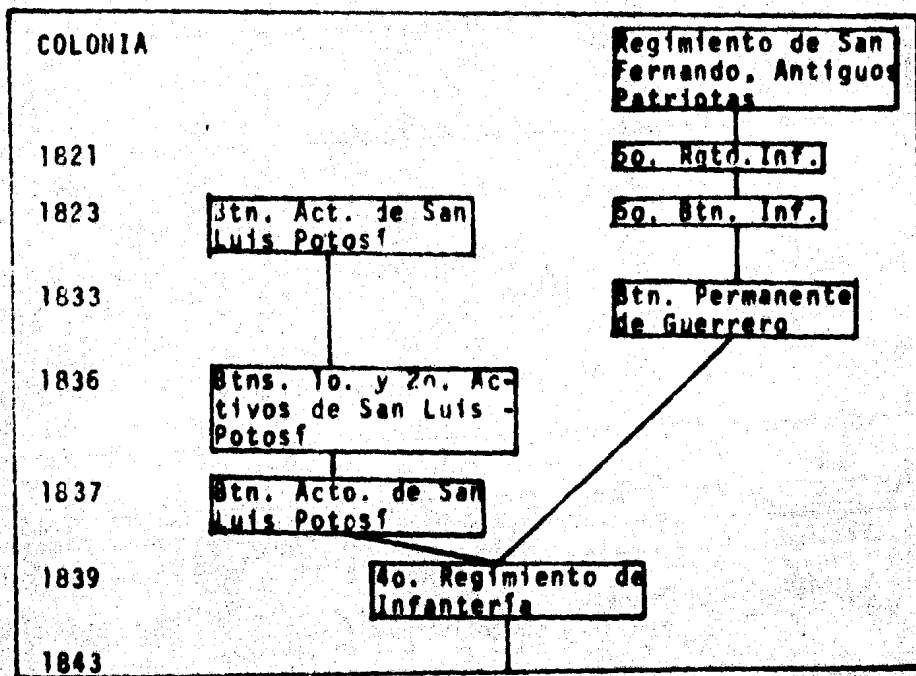 COLONIA
Regimiento de San
Fernando, Antiguos
Patriotas
1821
5o. Rgto. Inf.
1823
Btn. Act. de San
Luis Potosí
5o. Btn. Inf.
1833
Btn. Permanente
de Guerrero
1836
Btns. 1o. y 2o. Ac-
tivos de San Luis -
Potosí
1837
Btn. Acto. de San
Luis Potosí
1839
4o. Regimiento de
Infantería
1843